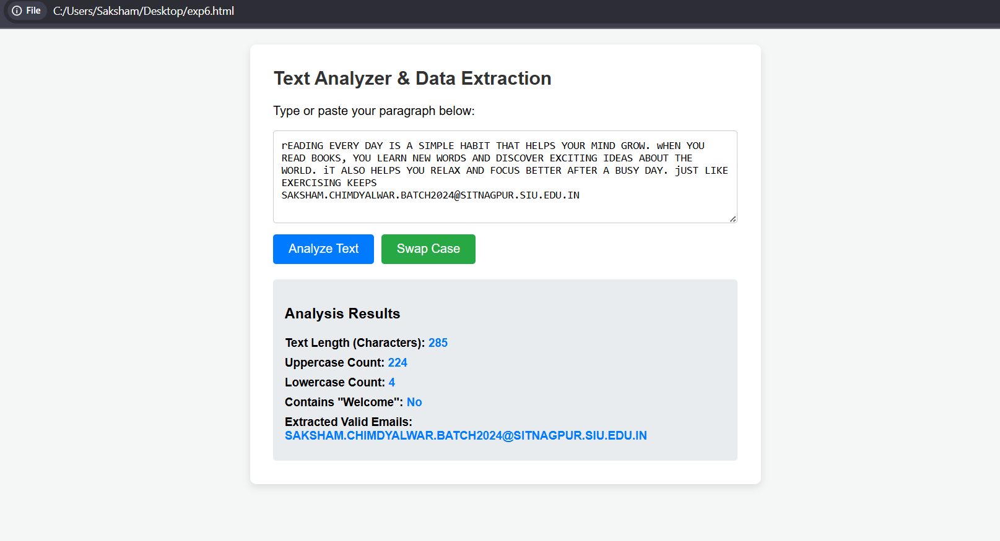 File C:/Users/Saksham/Desktop/exp6.html
Text Analyzer & Data Extraction
Type or paste your paragraph below:
rEADING EVERY DAY IS A SIMPLE HABIT THAT HELPS YOUR MIND GROW. wHEN YOU
READ BOOKS, YOU LEARN NEW WORDS AND DISCOVER EXCITING IDEAS ABOUT THE
WORLD. iT ALSO HELPS YOU RELAX AND FOCUS BETTER AFTER A BUSY DAY. jUST LIKE
EXERCISING KEEPS
SAKSHAM.CHIMDYALWAR.BATCH2024@SITNAGPUR.SIU.EDU.IN
Analyze Text Swap Case
Analysis Results
Text Length (Characters): 285
Uppercase Count: 224
Lowercase Count: 4
Contains "Welcome": No
Extracted Valid Emails:
SAKSHAM.CHIMDYALWAR.BATCH2024@SITNAGPUR.SIU.EDU.IN